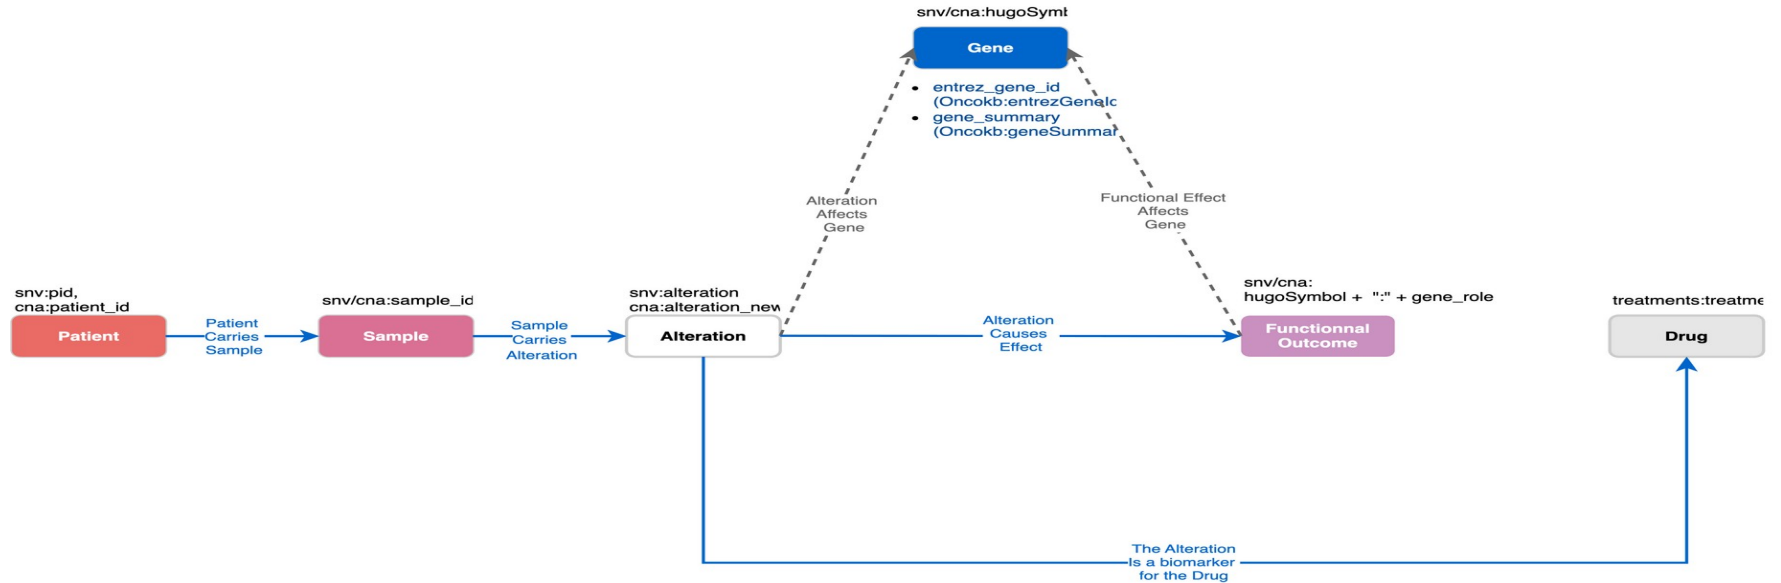 snv/cna:hugoSymb
Gene
entrez_gene_id
(Oncokb:entrezGeneIc
gene_summary
(Oncokb:geneSummar
Alteration
Affects
Gene
Functional Effect
Affects
Gene
snv:pid,
cna:patient_id
Patient
Patient
Carries
Sample
snv/cna:sample_id
Sample
Sample
Carries
Alteration
snv:alteration
cna:alteration_new
Alteration
Alteration
Causes
Effect
snv/cna:
hugoSymbol + ":" + gene_role
Functionnal
Outcome
treatments:treatme
Drug
The Alteration
Is a biomarker
for the Drug